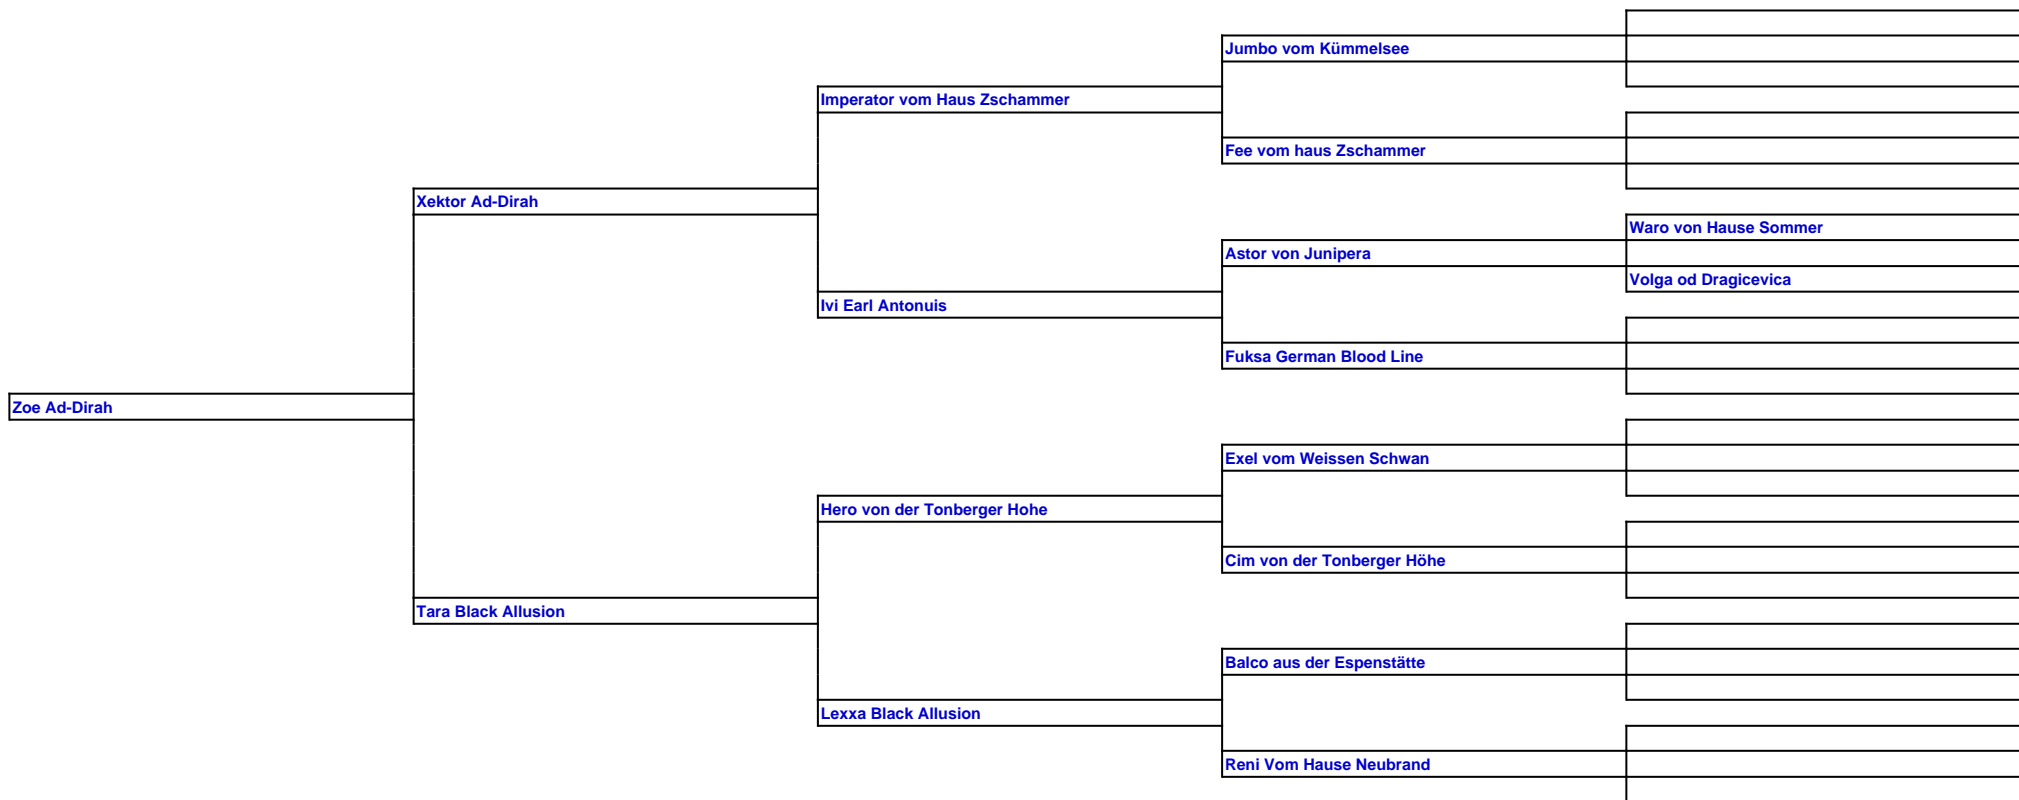 Jumbo vom Kümmelsee
Imperator vom Haus Zschammer
Fee vom haus Zschammer
Xektor Ad-Dirah
Waro von Hause Sommer
Astor von Junipera
Volga od Dragicevica
Ivi Earl Antonuis
Fuksa German Blood Line
Zoe Ad-Dirah
Exel vom Weissen Schwan
Hero von der Tonberger Hohe
Cim von der Tonberger Höhe
Tara Black Allusion
Balco aus der Espenstätte
Lexxa Black Allusion
Reni Vom Hause Neubrand